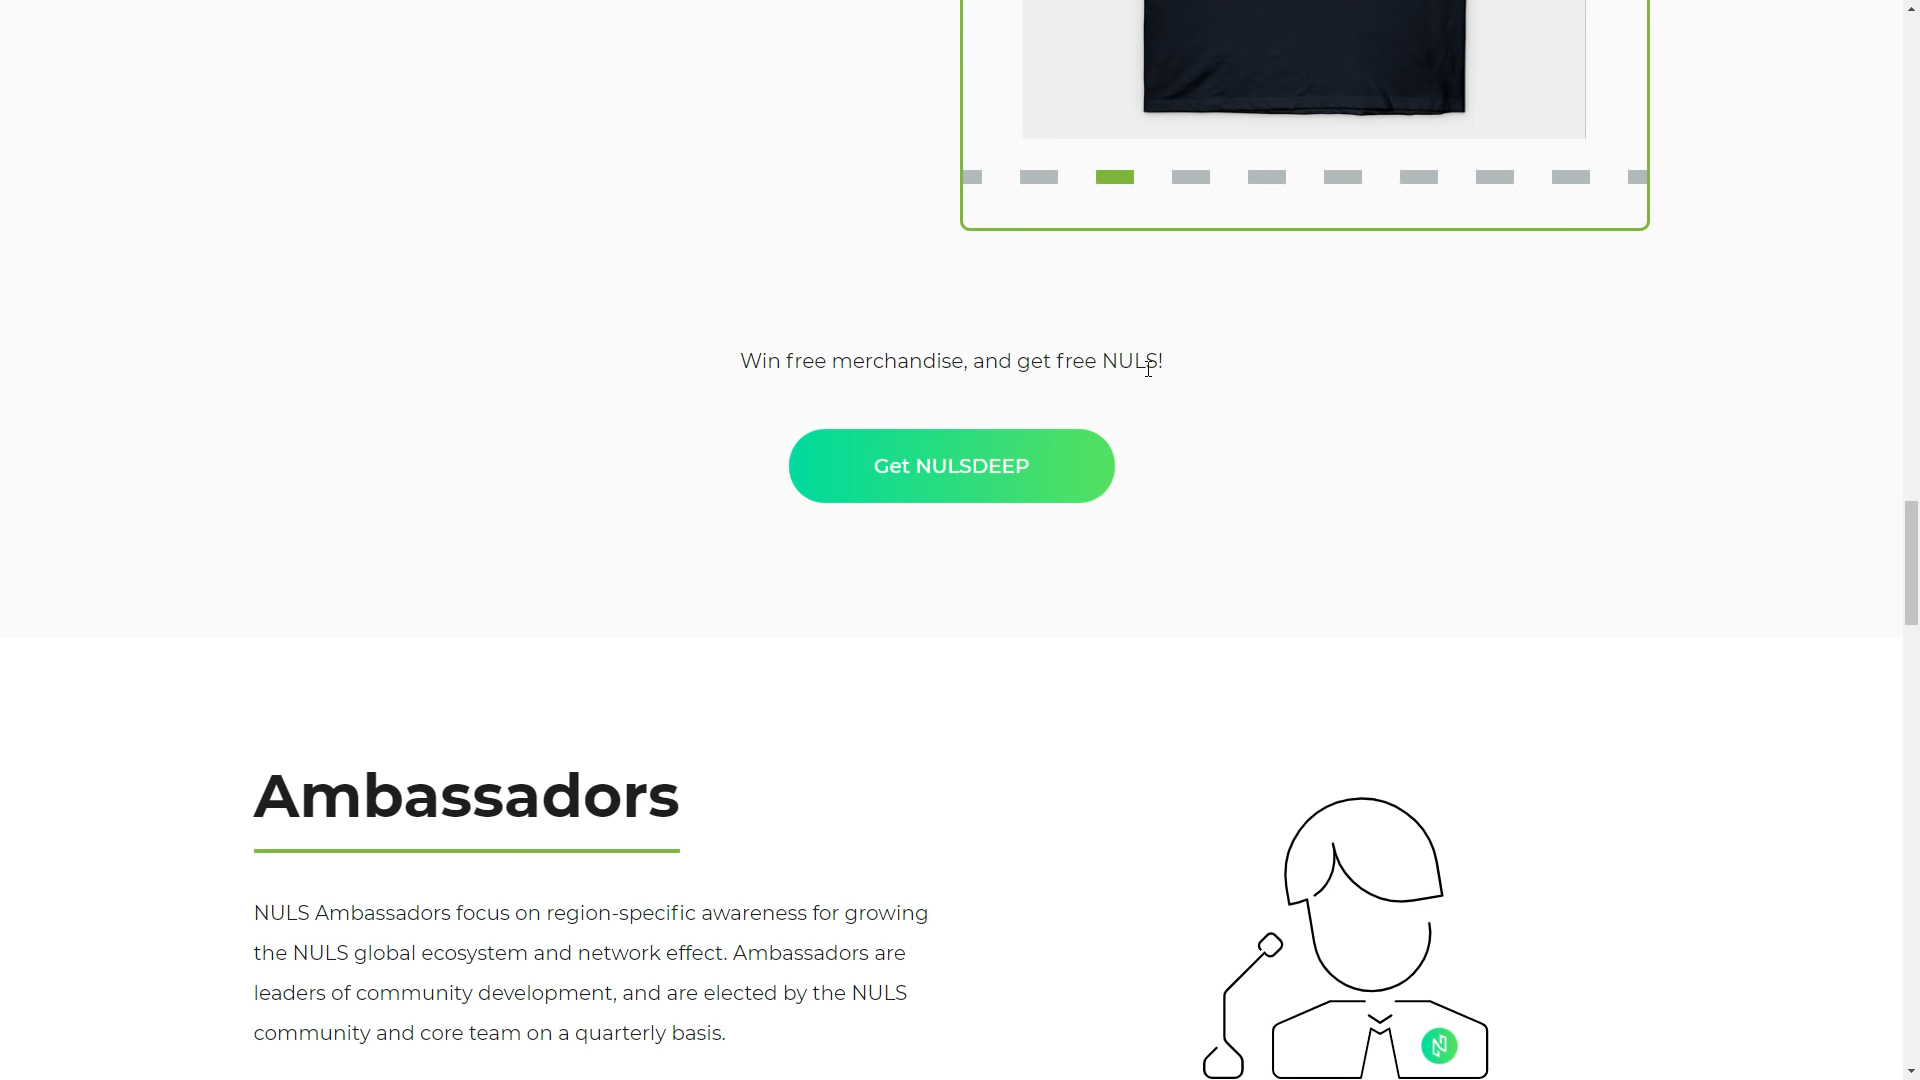 Win free merchandise, and get free NULS!
Get NULSDEEP
Ambassadors
NULS Ambassadors focus on region-specific awareness for growing
the NULS global ecosystem and network effect. Ambassadors are
leaders of community development, and are elected by the NULS
community and core team on a quarterly basis.